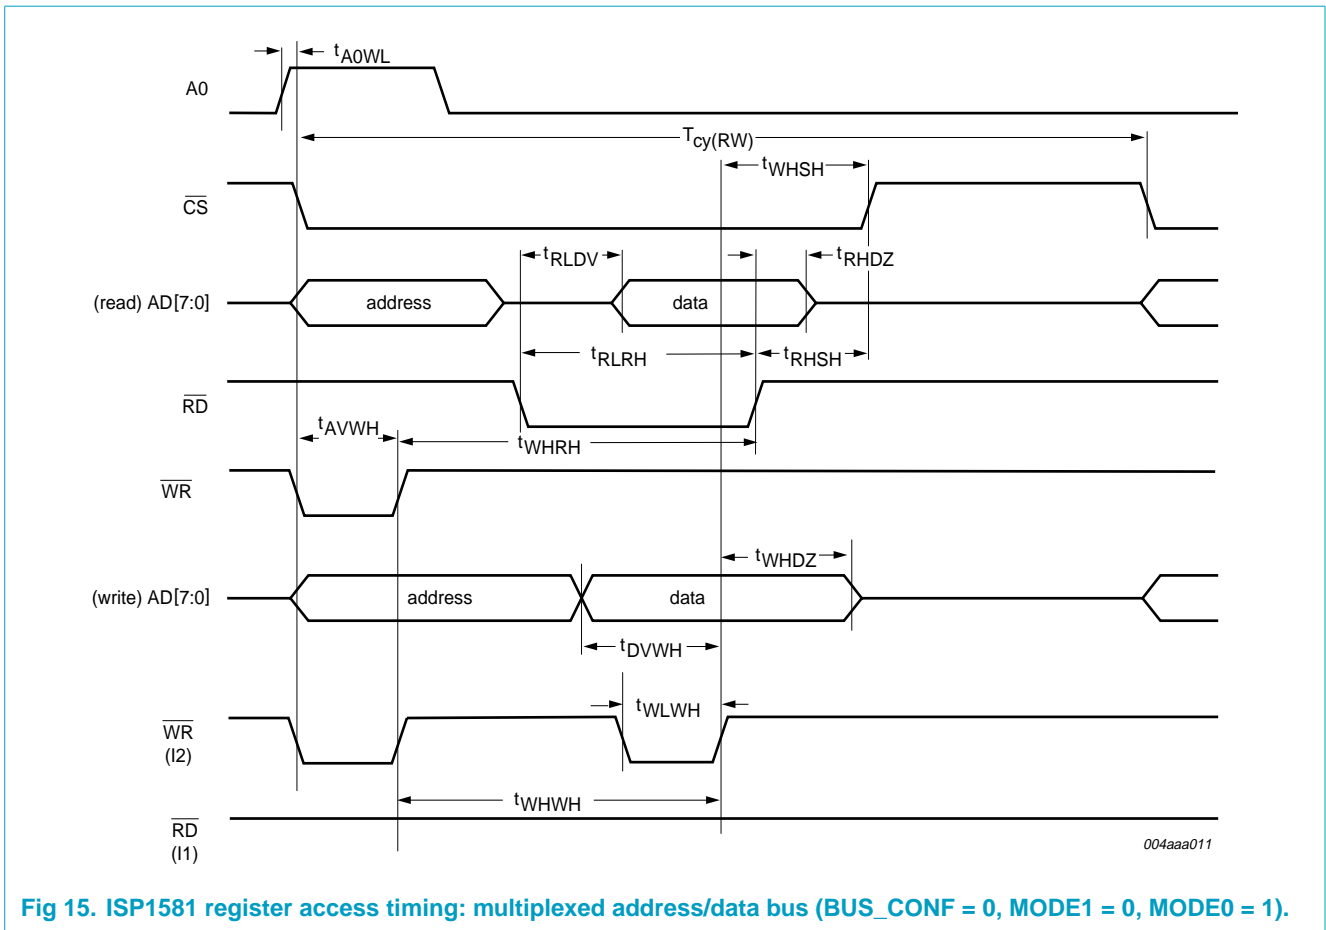 tA0WL
A0
Tcy(RW)
tWHSH
CS
tRLDV
tRHDZ
(read) AD[7:0]
address
data
tRLRH
tRHSH
RD
tAVWH
tWHRH
WR
tWHDZ
(write) AD[7:0]
address
data
tDVWH
tWLWH
WR
(I2)
tWHWH
RD
(I1)
004aaa011
Fig 15. ISP1581 register access timing: multiplexed address/data bus (BUS_CONF = 0, MODE1 = 0, MODE0 = 1).